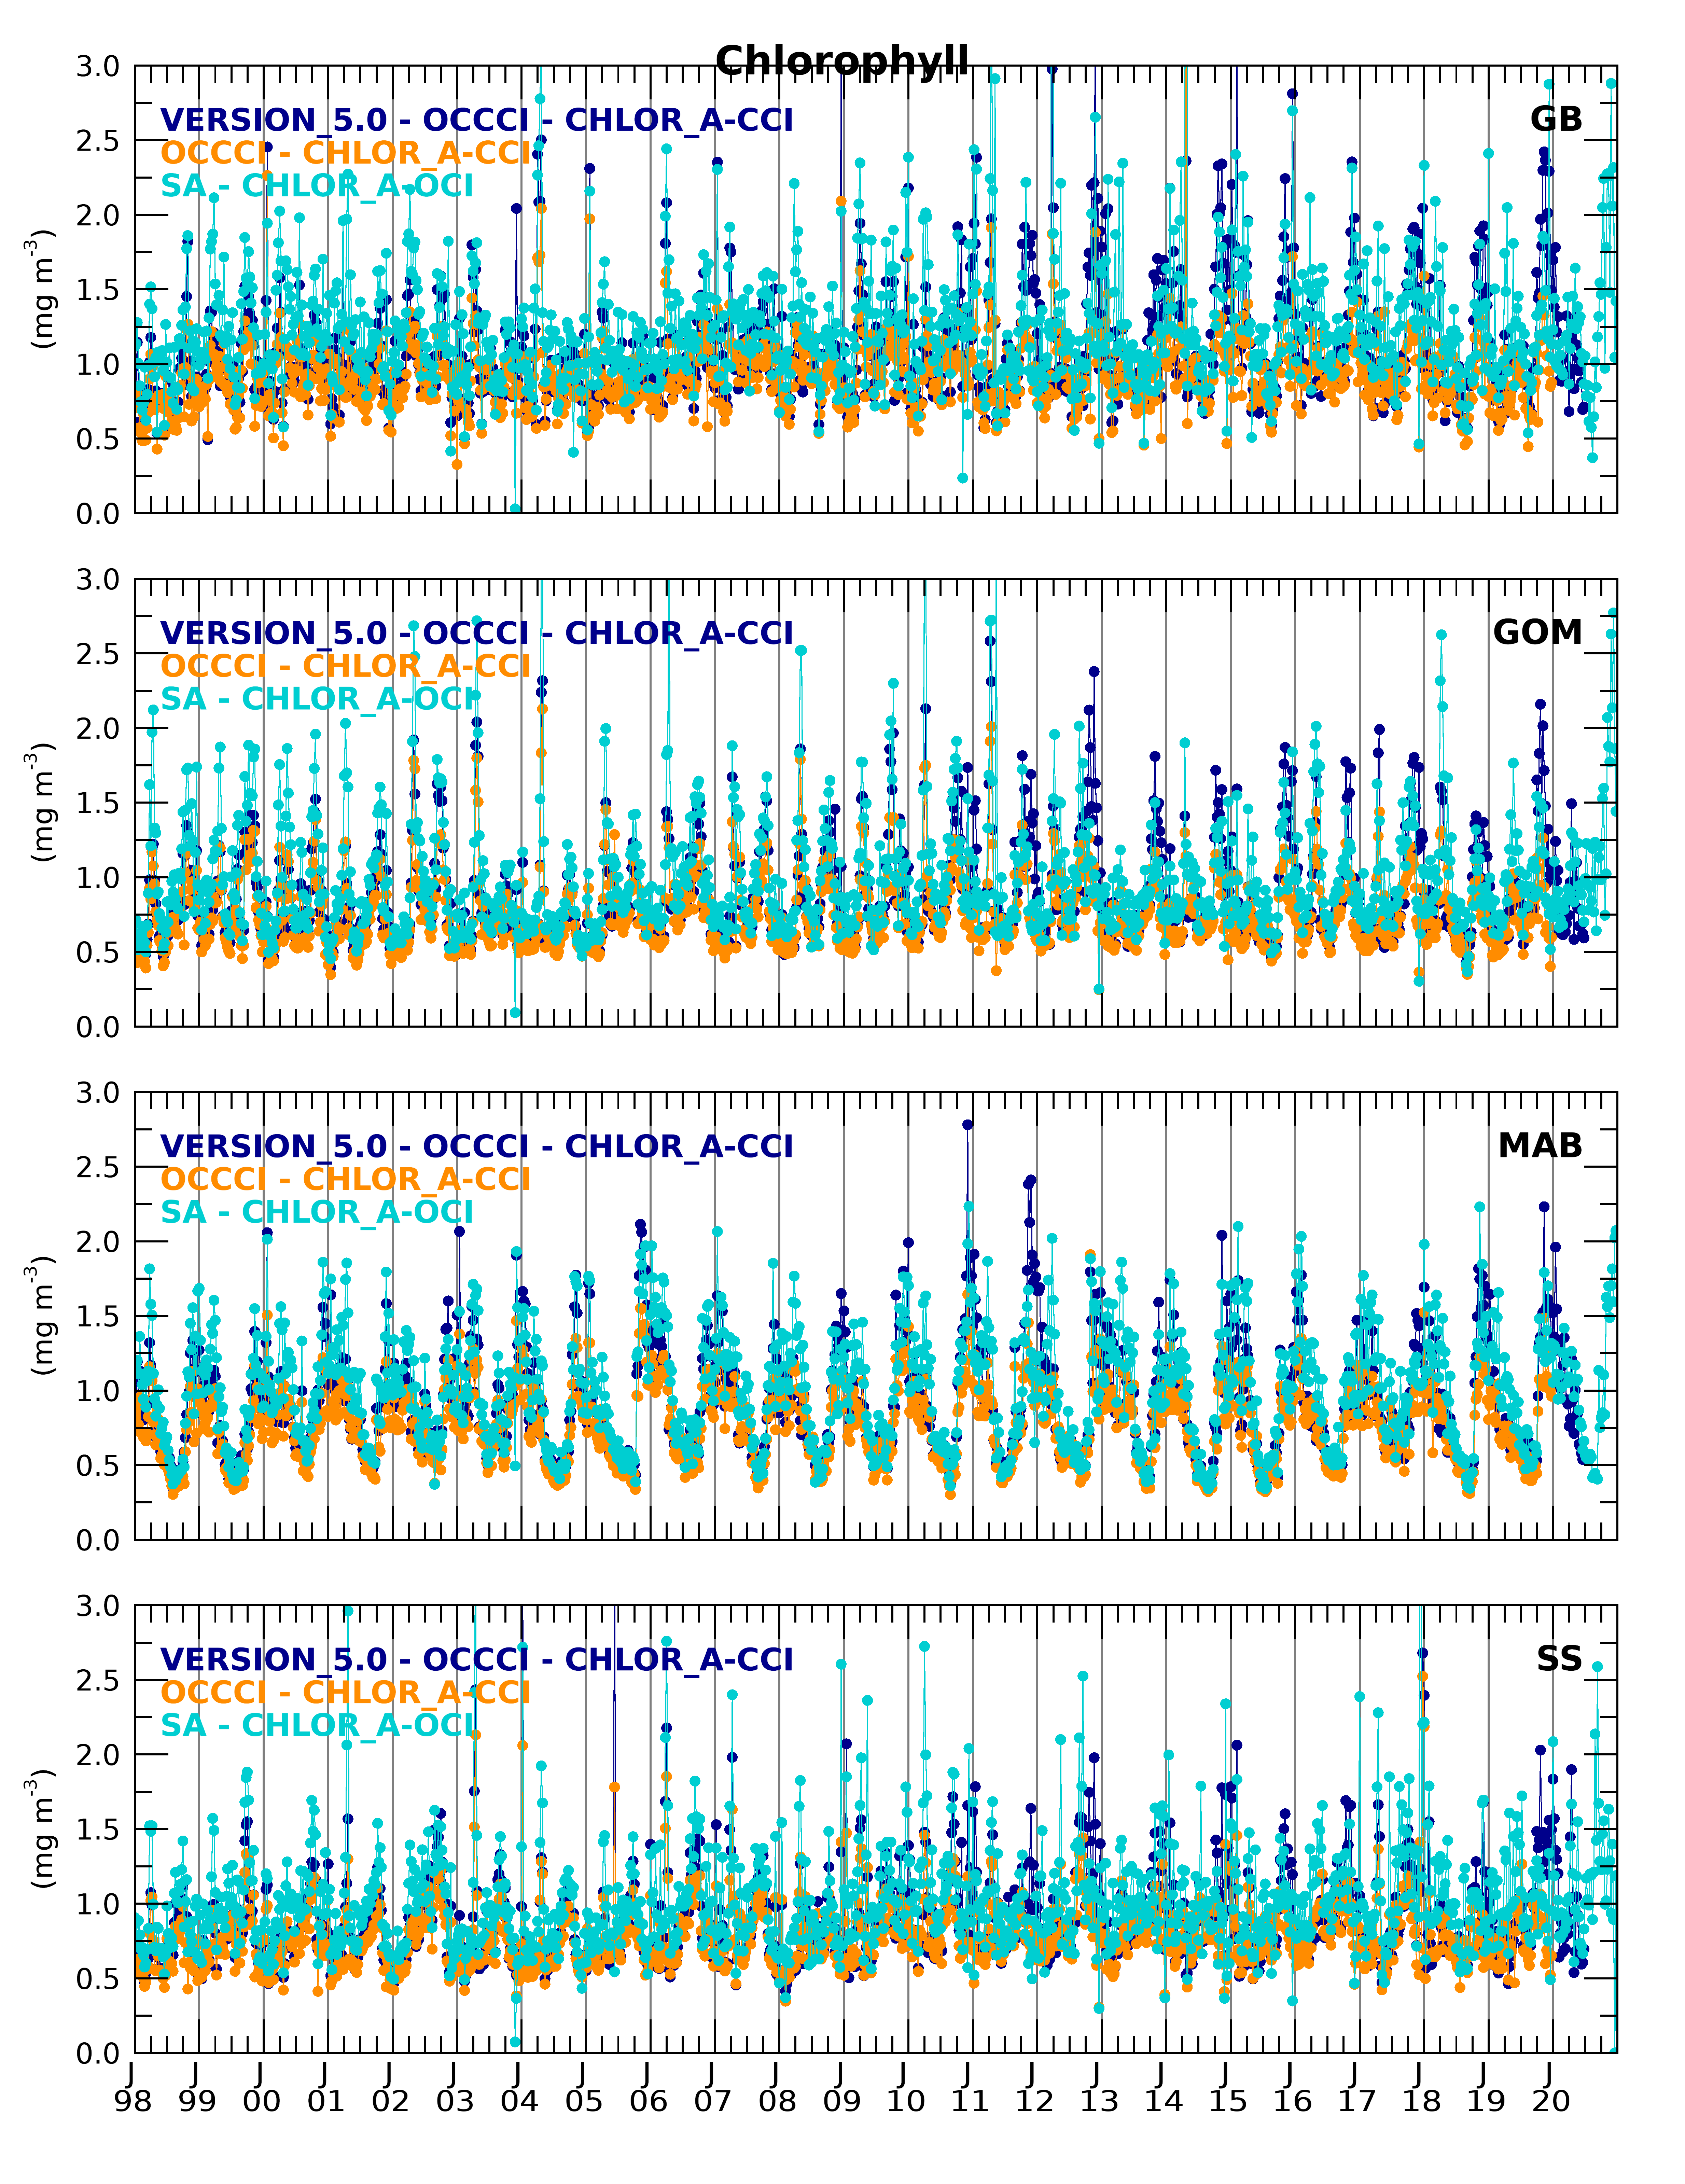 Chlorophyll
3.0
VERSION_5.0 - OCCCI - CHLOR_A-CCI
GB
2.5
OCCCI - CHLOR_A-CCI
SA - CHLOR_A-OCI
2.0
1.5
(mg m-3)
1.0
0.5
0.0
3.0
VERSION_5.0 - OCCCI - CHLOR_A-CCI
GOM
2.5
OCCCI - CHLOR_A-CCI
SA - CHLOR_A-OCI
2.0
1.5
(mg m-3)
1.0
0.5
0.0
3.0
VERSION_5.0 - OCCCI - CHLOR_A-CCI
MAB
2.5
OCCCI - CHLOR_A-CCI
SA - CHLOR_A-OCI
2.0
1.5
(mg m-3)
1.0
0.5
0.0
3.0
VERSION_5.0 - OCCCI - CHLOR_A-CCI
SS
2.5
OCCCI - CHLOR_A-CCI
SA - CHLOR_A-OCI
2.0
1.5
(mg m-3)
1.0
0.5
0.0
J J J J J J J J J J J J J J J J J J J J J J J
98 99 00 01 02 03 04 05 06 07 08 09 10 11 12 13 14 15 16 17 18 19 20